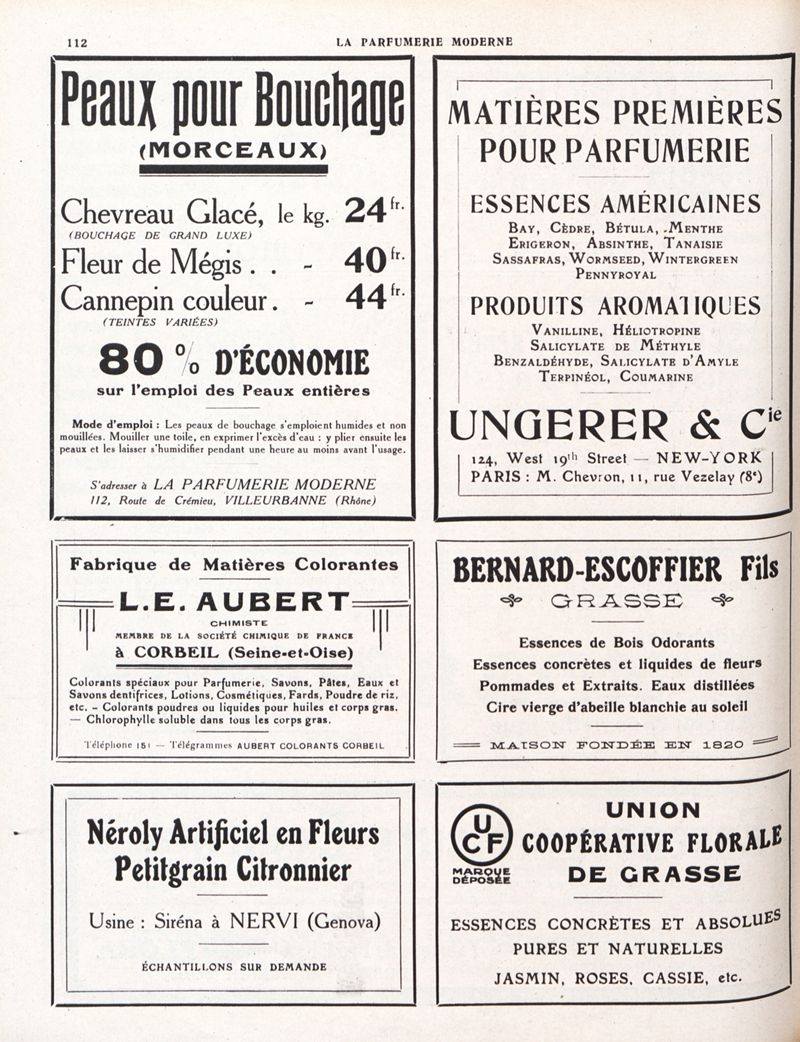 112
LA PARFUMERIE MODERNE
Peaux pour Bouchage
(MORCEAUX)
Chevreau Glacé, le kg. 24 fr.
(BOUCHAGE DE GRAND LUXE)
Fleur de Mégis . . - 40 fr.
Cannepin couleur . - 44 fr.
(TEINTES VARIÉES)
80 % D'ÉCONOMIE
sur l'emploi des Peaux entières
Mode d'emploi : Les peaux de bouchage s'emploient humides et non
mouillées. Mouiller une toile, en exprimer l'excès d'eau : y plier ensuite les
peaux et les laisser s'humidifier pendant une heure au moins avant l'usage.
S'adresser à LA PARFUMERIE MODERNE
112, Route de Crémieu, VILLEURBANNE (Rhône)
MATIÈRES PREMIÈRES
POUR PARFUMERIE
ESSENCES AMÉRICAINES
BAY, CÈDRE, BÉTULA, MENTHE
ERIGERON, ABSINTHE, TANAISIE
SASSAFRAS, WORMSEED, WINTERGREEN
PENNYROYAL
PRODUITS AROMATIQUES
VANILLINE, HÉLIOTROPINE
SALICYLATE DE MÉTHYLE
BENZALDÉHYDE, SALICYLATE D'AMYLE
TERPINÉOL, COUMARINE
UNGERER & Cie
124, West 19th Street — NEW-YORK
PARIS : M. Chevron, 11, rue Vezelay (8e)
Fabrique de Matières Colorantes
L. E. AUBERT
CHIMISTE
MEMBRE DE LA SOCIÉTÉ CHIMIQUE DE FRANCE
à CORBEIL (Seine-et-Oise)
Colorants spéciaux pour Parfumerie, Savons, Pâtes, Eaux et
Savons dentifrices, Lotions, Cosmétiques, Fards, Poudre de riz,
etc. - Colorants poudres ou liquides pour huiles et corps gras.
— Chlorophylle soluble dans tous les corps gras.
Téléphone 151 — Télégrammes AUBERT COLORANTS CORBEIL
BERNARD-ESCOFFIER Fils
GRASSE
Essences de Bois Odorants
Essences concrètes et liquides de fleurs
Pommades et Extraits. Eaux distillées
Cire vierge d'abeille blanchie au soleil
MAISON FONDÉE EN 1820
Néroly Artificiel en Fleurs
Petitgrain Citronnier
Usine : Siréna à NERVI (Genova)
ÉCHANTILLONS SUR DEMANDE
UCF
MARQUE
DÉPOSÉE
UNION
COOPÉRATIVE FLORALE
DE GRASSE
ESSENCES CONCRÈTES ET ABSOLUES
PURES ET NATURELLES
JASMIN, ROSES, CASSIE, etc.